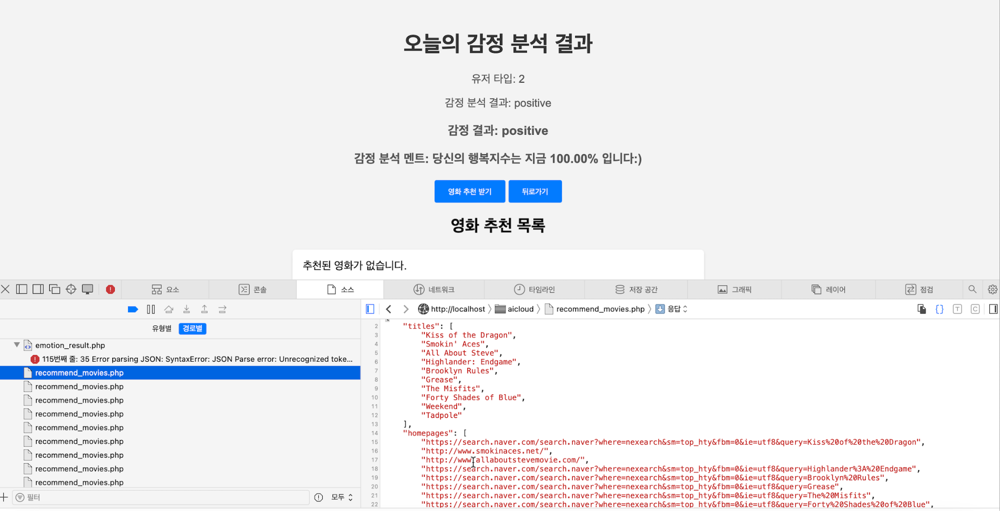 오늘의 감정 분석 결과
유저 타입: 2
감정 분석 결과: positive
감정 결과: positive
감정 분석 멘트: 당신의 행복지수는 지금 100.00% 입니다:)
영화 추천 받기 뒤로가기
영화 추천 목록
추천된 영화가 없습니다.
요소 콘솔 소스 네트워크 타임라인 저장 공간 그래픽 레이어 점검
http://localhost aicloud recommend_movies.php 응답
유형별 경로별
emotion_result.php
115번째 줄: 35 Error parsing JSON: SyntaxError: JSON Parse error: Unrecognized toke...
recommend_movies.php
recommend_movies.php
recommend_movies.php
recommend_movies.php
recommend_movies.php
recommend_movies.php
recommend_movies.php
recommend_movies.php
recommend_movies.php
필터 모두
2 "titles": [
3 "Kiss of the Dragon",
4 "Smokin' Aces",
5 "All About Steve",
6 "Highlander: Endgame",
7 "Brooklyn Rules",
8 "Grease",
9 "The Misfits",
10 "Forty Shades of Blue",
11 "Weekend",
12 "Tadpole"
13 ],
14 "homepages": [
15 "https://search.naver.com/search.naver?where=nexearch&sm=top_hty&fbm=0&ie=utf8&query=Kiss%20of%20the%20Dragon",
16 "http://www.smokinaces.net/",
17 "http://www.allaboutstevemovie.com/",
18 "https://search.naver.com/search.naver?where=nexearch&sm=top_hty&fbm=0&ie=utf8&query=Highlander%3A%20Endgame",
19 "https://search.naver.com/search.naver?where=nexearch&sm=top_hty&fbm=0&ie=utf8&query=Brooklyn%20Rules",
20 "https://search.naver.com/search.naver?where=nexearch&sm=top_hty&fbm=0&ie=utf8&query=Grease",
21 "https://search.naver.com/search.naver?where=nexearch&sm=top_hty&fbm=0&ie=utf8&query=The%20Misfits",
22 "https://search.naver.com/search.naver?where=nexearch&sm=top_hty&fbm=0&ie=utf8&query=Forty%20Shades%20of%20Blue",